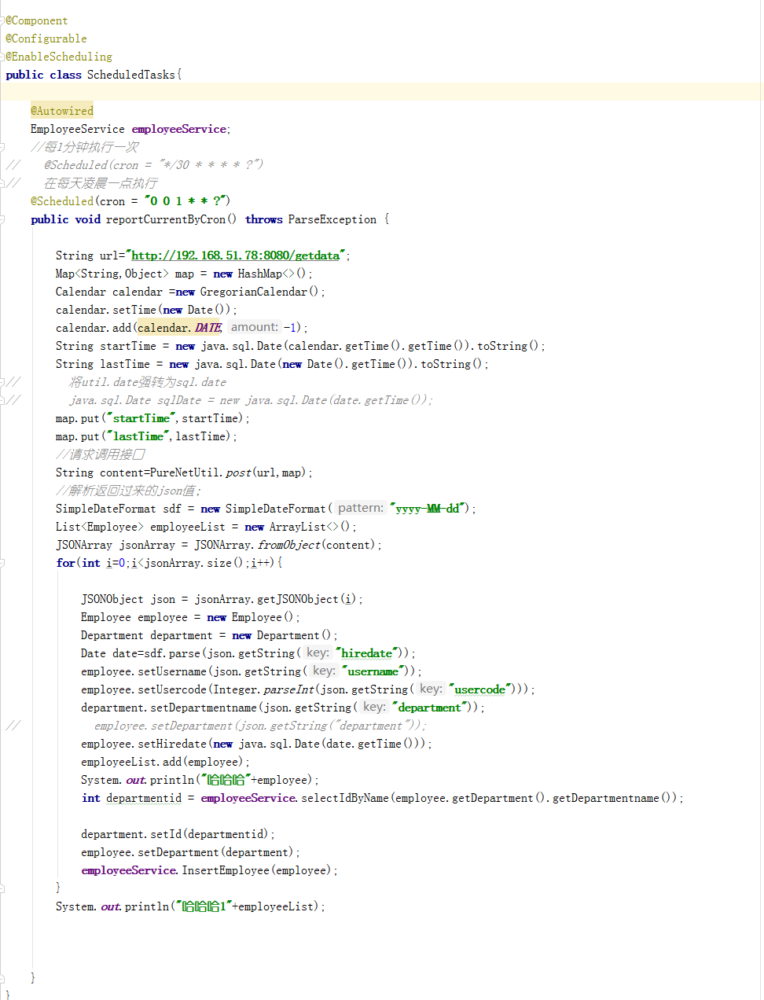 @Component
@Configurable
@EnableScheduling
public class ScheduledTasks{
@Autowired
EmployeeService employeeService;
//每1分钟执行一次
//    @Scheduled(cron = "*/30 * * * * ?")
//    在每天凌晨一点执行
@Scheduled(cron = "0 0 1 * * ?")
public void reportCurrentByCron() throws ParseException {
String url="http://192.168.51.78:8080/getdata";
Map<String,Object> map = new HashMap<>();
Calendar calendar =new GregorianCalendar();
calendar.setTime(new Date());
calendar.add(calendar.DATE, amount: -1);
String startTime = new java.sql.Date(calendar.getTime().getTime()).toString();
String lastTime = new java.sql.Date(new Date().getTime()).toString();
//        将util.date强转为sql.date
//        java.sql.Date sqlDate = new java.sql.Date(date.getTime());
map.put("startTime",startTime);
map.put("lastTime",lastTime);
//请求调用接口
String content=PureNetUtil.post(url,map);
//解析返回过来的json值;
SimpleDateFormat sdf = new SimpleDateFormat( pattern: "yyyy-MM-dd");
List<Employee> employeeList = new ArrayList<>();
JSONArray jsonArray = JSONArray.fromObject(content);
for(int i=0;i<jsonArray.size();i++){
JSONObject json = jsonArray.getJSONObject(i);
Employee employee = new Employee();
Department department = new Department();
Date date=sdf.parse(json.getString( key: "hiredate"));
employee.setUsername(json.getString( key: "username"));
employee.setUsercode(Integer.parseInt(json.getString( key: "usercode")));
department.setDepartmentname(json.getString( key: "department"));
//            employee.setDepartment(json.getString("department"));
employee.setHiredate(new java.sql.Date(date.getTime()));
employeeList.add(employee);
System.out.println("哈哈哈"+employee);
int departmentid = employeeService.selectIdByName(employee.getDepartment().getDepartmentname());
department.setId(departmentid);
employee.setDepartment(department);
employeeService.InsertEmployee(employee);
}
System.out.println("哈哈哈1"+employeeList);
}
}